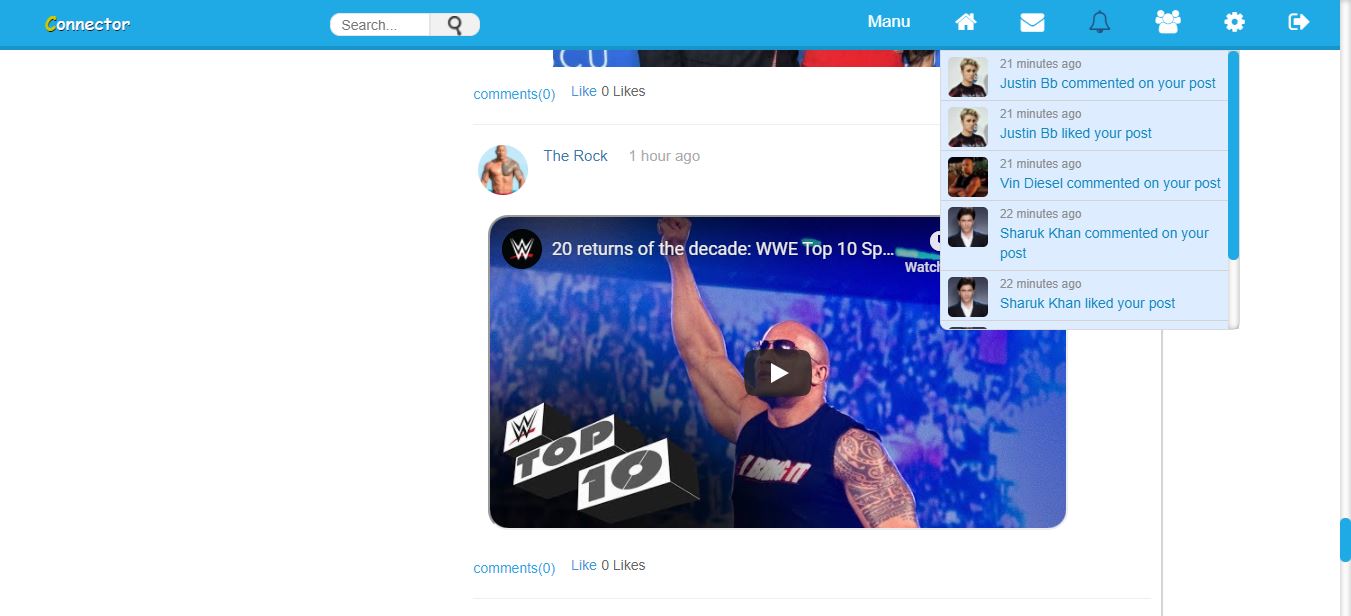 Connector
Search...
Manu
CU
comments(0) Like 0 Likes
21 minutes ago
Justin Bb commented on your post
21 minutes ago
Justin Bb liked your post
21 minutes ago
Vin Diesel commented on your post
22 minutes ago
Sharuk Khan commented on your
post
22 minutes ago
Sharuk Khan liked your post
The Rock 1 hour ago
20 returns of the decade: WWE Top 10 Sp...
Watch
W
TOP
10
I BRING IT
comments(0) Like 0 Likes